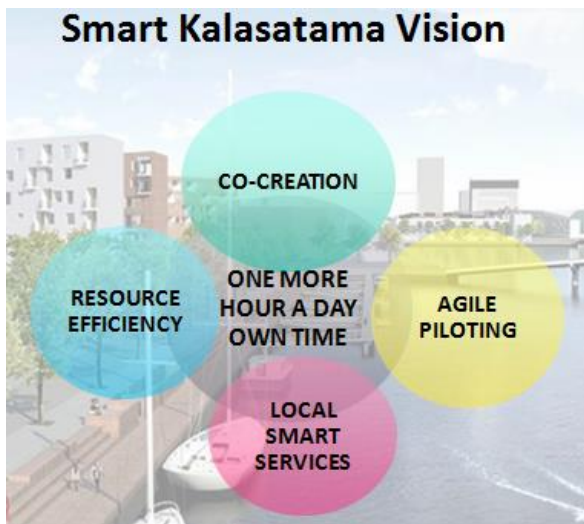 Smart Kalasatama Vision
CO-CREATION
RESOURCE
EFFICIENCY
ONE MORE
HOUR A DAY
OWN TIME
AGILE
PILOTING
LOCAL
SMART
SERVICES